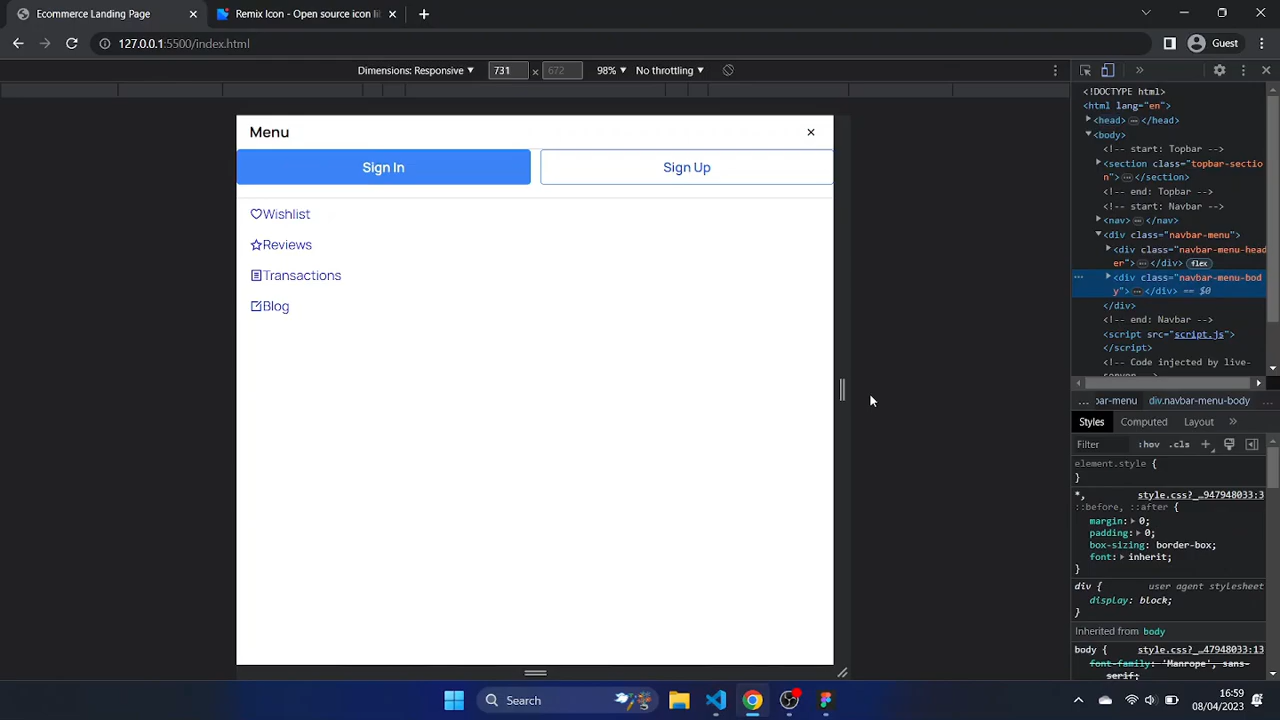 Ecommerce Landing Page
Remix Icon - Open source icon li
127.0.0.1:5500/index.html
Guest
Dimensions: Responsive
731
x
672
98%
No throttling
Menu
×
Sign In
Sign Up
Wishlist
Reviews
Transactions
Blog
<!DOCTYPE html>
<html lang="en">
<head> ⋯ </head>
<body>
<!-- start: Topbar -->
<section class="topbar-sectio
n"> ⋯ </section>
<!-- end: Topbar -->
<!-- start: Navbar -->
<nav> ⋯ </nav>
<div class="navbar-menu">
<div class="navbar-menu-head
er"> ⋯ </div> flex
<div class="navbar-menu-bod
y"> ⋯ </div> == $0
</div>
<!-- end: Navbar -->
<script src="script.js">
</script>
<!-- Code injected by live-
server -->
... bar-menu div.navbar-menu-body ...
Styles Computed Layout »
Filter :hov .cls +
element.style {
}
*, style.css?_…947948033:3
::before, ::after {
margin: 0;
padding: 0;
box-sizing: border-box;
font: inherit;
}
div { user agent stylesheet
display: block;
}
Inherited from body
body { style.css?_…47948033:13
font-family: 'Manrope', sans-
serif;
Search
16:59
08/04/2023